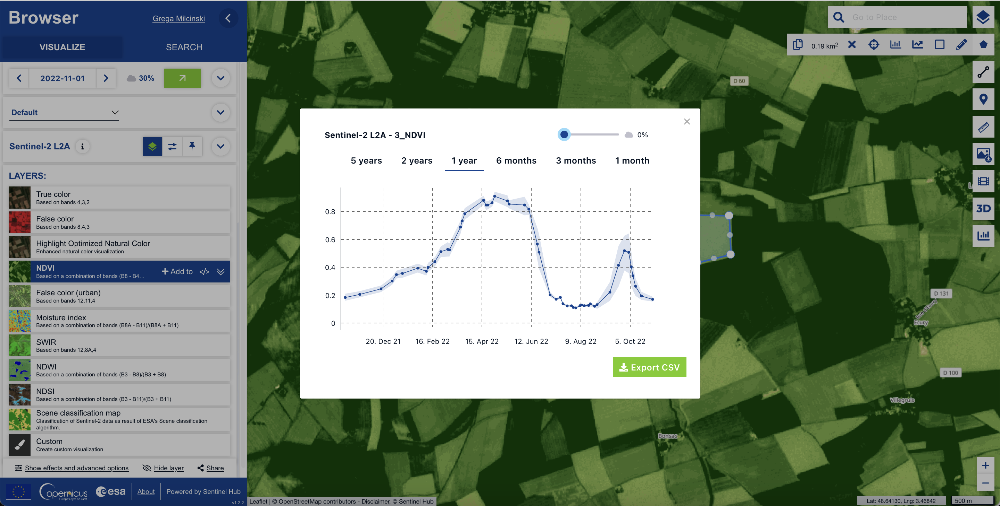 Browser
Grega Milcinski
VISUALIZE
SEARCH
2022-11-01
30%
Default
Sentinel-2 L2A
i
LAYERS:
True color
Based on bands 4,3,2
False color
Based on bands 8,4,3
Highlight Optimized Natural Color
Enhanced natural color visualization
NDVI
Based on a combination of bands (B8 - B4...
Add to
</>
False color (urban)
Based on bands 12,11,4
Moisture index
Based on a combination of bands (B8A - B11)/(B8A + B11)
SWIR
Based on bands 12,8A,4
NDWI
Based on a combination of bands (B3 - B8)/(B3 + B8)
NDSI
Based on a combination of bands (B3 - B11)/(B3 + B11)
Scene classification map
Classification of Sentinel-2 data as result of ESA's Scene classification
algorithm.
Custom
Create custom visualization
Show effects and advanced options
Hide layer
Share
opernicus
Europe's eyes on Earth
esa
About
Powered by Sentinel Hub
v1.2.2
Go to Place
0.19 km²
D 60
Sentinel-2 L2A - 3_NDVI
0%
5 years
2 years
1 year
6 months
3 months
1 month
0.8
0.6
0.4
0.2
0
20. Dec 21
16. Feb 22
15. Apr 22
12. Jun 22
9. Aug 22
5. Oct 22
Export CSV
3D
L
D 131
Rue d'Ecury
Ecury
D 100
Villegruis
Bonsac
+
−
Leaflet | © OpenStreetMap contributors - Disclaimer, © Sentinel Hub
Lat: 48.64130, Lng: 3.46842
500 m